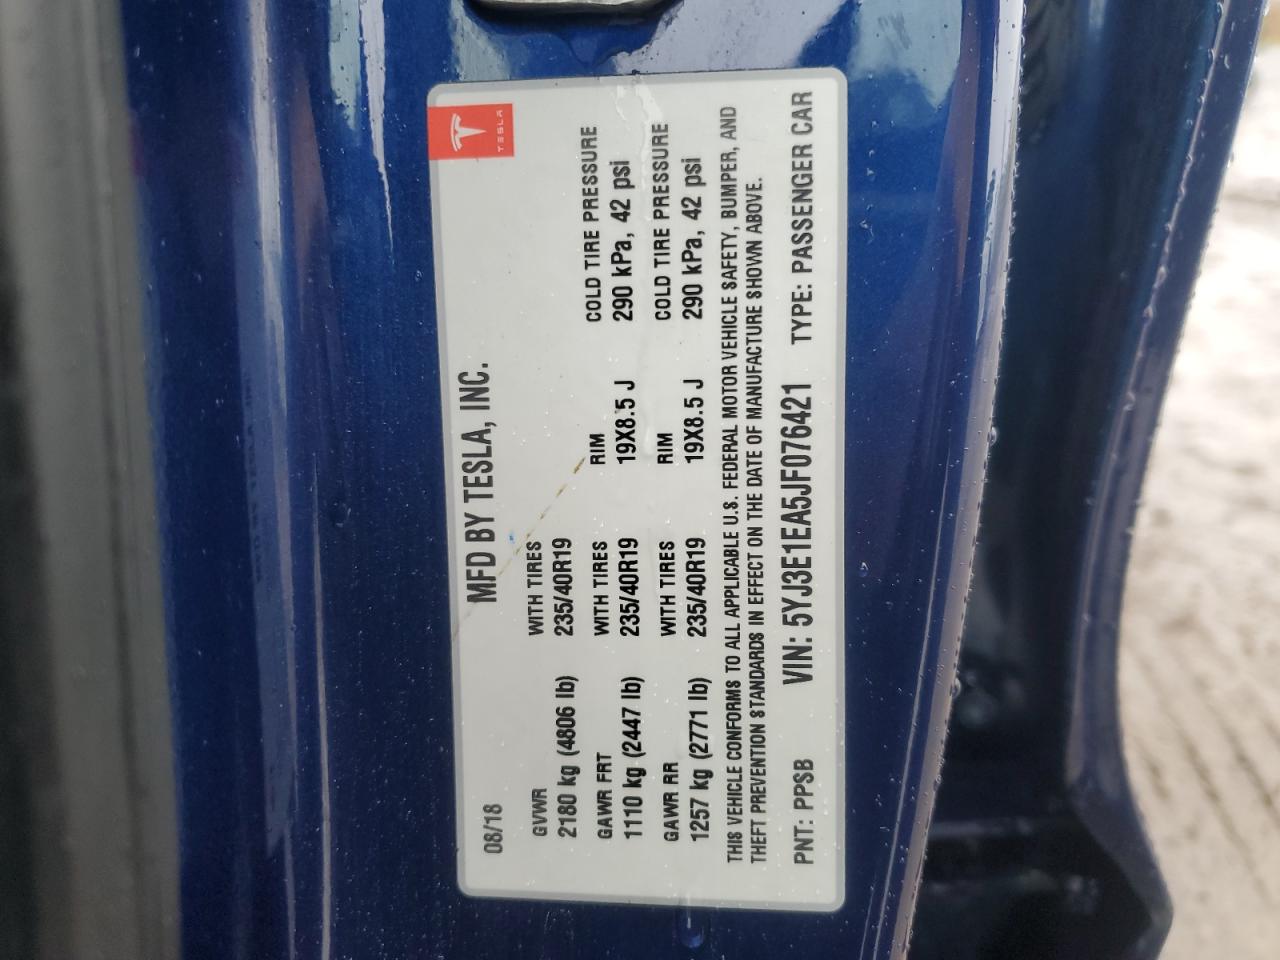 TESLA
MFD BY TESLA, INC.
08/18
GVWR WITH TIRES
2180 kg (4806 lb) 235/40R19
GAWR FRT WITH TIRES RIM COLD TIRE PRESSURE
1110 kg (2447 lb) 235/40R19 19X8.5 J 290 kPa, 42 psi
GAWR RR WITH TIRES RIM COLD TIRE PRESSURE
1257 kg (2771 lb) 235/40R19 19X8.5 J 290 kPa, 42 psi
THIS VEHICLE CONFORMS TO ALL APPLICABLE U.S. FEDERAL MOTOR VEHICLE SAFETY, BUMPER, AND
THEFT PREVENTION STANDARDS IN EFFECT ON THE DATE OF MANUFACTURE SHOWN ABOVE.
PNT: PPSB VIN: 5YJ3E1EA5JF076421 TYPE: PASSENGER CAR